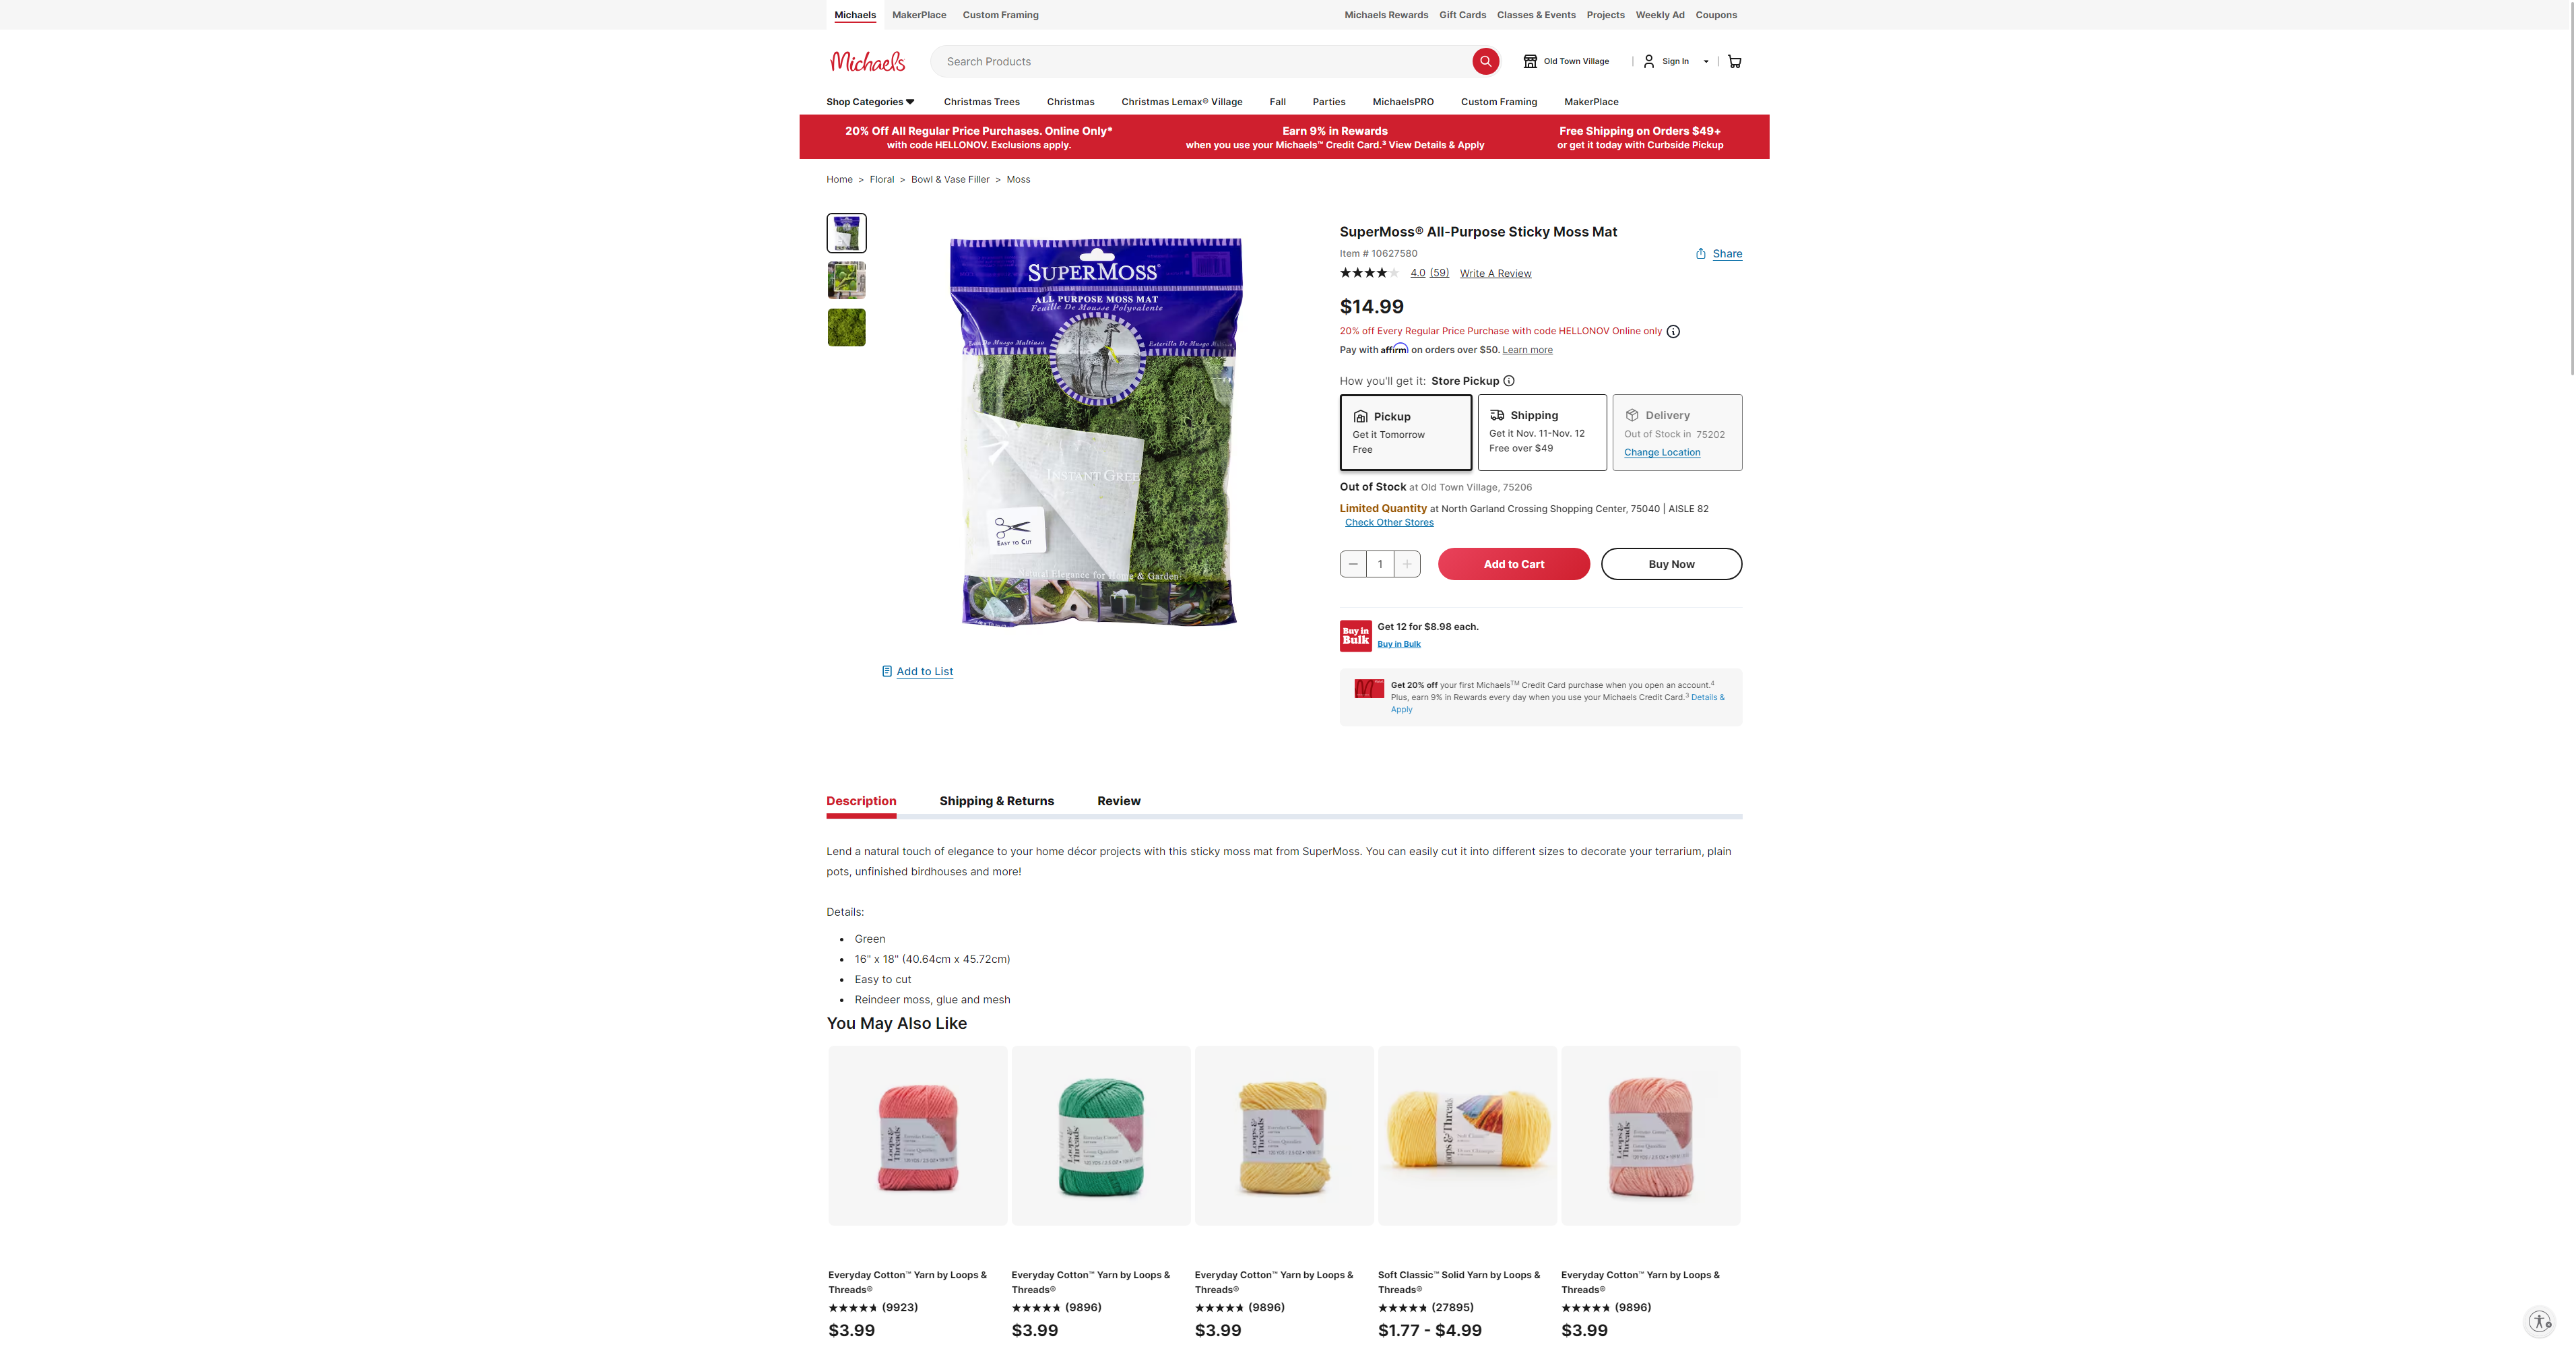 Michaels MakerPlace Custom Framing
Michaels Rewards Gift Cards Classes & Events Projects Weekly Ad Coupons
Michaels
Search Products
Old Town Village | Sign In |
Shop Categories Christmas Trees Christmas Christmas Lemax® Village Fall Parties MichaelsPRO Custom Framing MakerPlace
20% Off All Regular Price Purchases. Online Only*
with code HELLONOV. Exclusions apply.
Earn 9% in Rewards
when you use your Michaels™ Credit Card.³ View Details & Apply
Free Shipping on Orders $49+
or get it today with Curbside Pickup
Home > Floral > Bowl & Vase Filler > Moss
SUPERMOSS®
ALL PURPOSE MOSS MAT
Feuille De Mousse Polyvalente
INSTANT GREE
EASY TO CUT
Natural Elegance for Home & Garden
Add to List
SuperMoss® All-Purpose Sticky Moss Mat
Item # 10627580
Share
4.0 (59) Write A Review
$14.99
20% off Every Regular Price Purchase with code HELLONOV Online only
Pay with affirm on orders over $50. Learn more
How you'll get it: Store Pickup
Pickup
Get it Tomorrow
Free
Shipping
Get it Nov. 11-Nov. 12
Free over $49
Delivery
Out of Stock in 75202
Change Location
Out of Stock at Old Town Village, 75206
Limited Quantity at North Garland Crossing Shopping Center, 75040 | AISLE 82
Check Other Stores
1
Add to Cart
Buy Now
Buy in
Bulk
Get 12 for $8.98 each.
Buy in Bulk
Get 20% off your first Michaels™ Credit Card purchase when you open an account.⁴
Plus, earn 9% in Rewards every day when you use your Michaels Credit Card.³ Details &
Apply
Description Shipping & Returns Review
Lend a natural touch of elegance to your home décor projects with this sticky moss mat from SuperMoss. You can easily cut it into different sizes to decorate your terrarium, plain
pots, unfinished birdhouses and more!
Details:
• Green
• 16" x 18" (40.64cm x 45.72cm)
• Easy to cut
• Reindeer moss, glue and mesh
You May Also Like
Loops & Threads
Loops & Threads
Loops & Threads
Loops & Threads
Loops & Threads
Everyday Cotton™ Yarn by Loops &
Threads®
(9923)
$3.99
Everyday Cotton™ Yarn by Loops &
Threads®
(9896)
$3.99
Everyday Cotton™ Yarn by Loops &
Threads®
(9896)
$3.99
Soft Classic™ Solid Yarn by Loops &
Threads®
(27895)
$1.77 - $4.99
Everyday Cotton™ Yarn by Loops &
Threads®
(9896)
$3.99